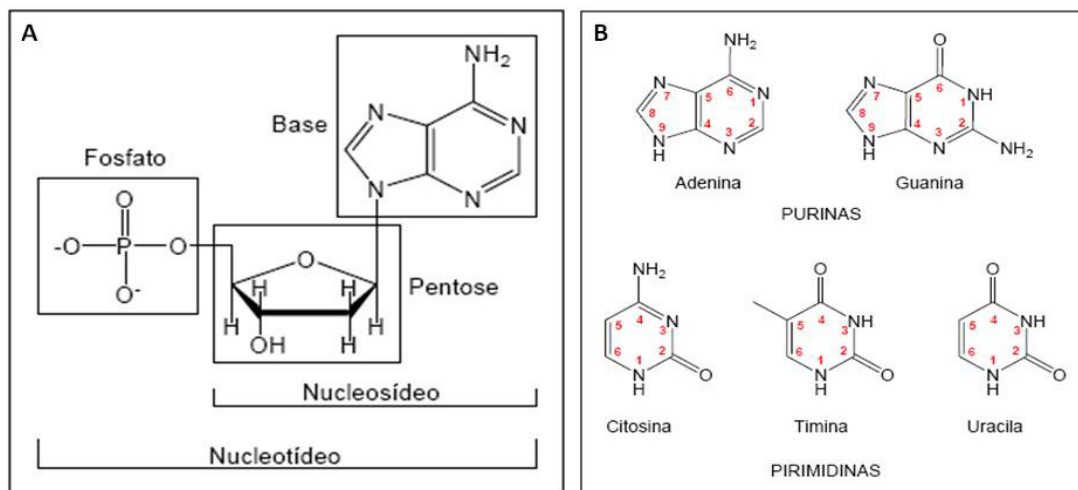 A
Fosfato
Base
Pentose
Nucleosídeo
Nucleotídeo
NH₂
N
N
N
N
O
-O
P
O
O-
O
H
H
H
H
OH
B
NH₂
N 7
5
6
N 1
8
9
N
H
4
N 3
2
Adenina
O
N 7
5
6
NH
1
8
9
N
H
4
N 3
2
NH₂
Guanina
PURINAS
NH₂
5
4
3 N
6
1
2
N
H
O
Citosina
O
5
4
NH
3
6
1
2
N
H
O
Timina
O
5
4
NH
3
6
1
2
N
H
O
Uracila
PIRIMIDINAS